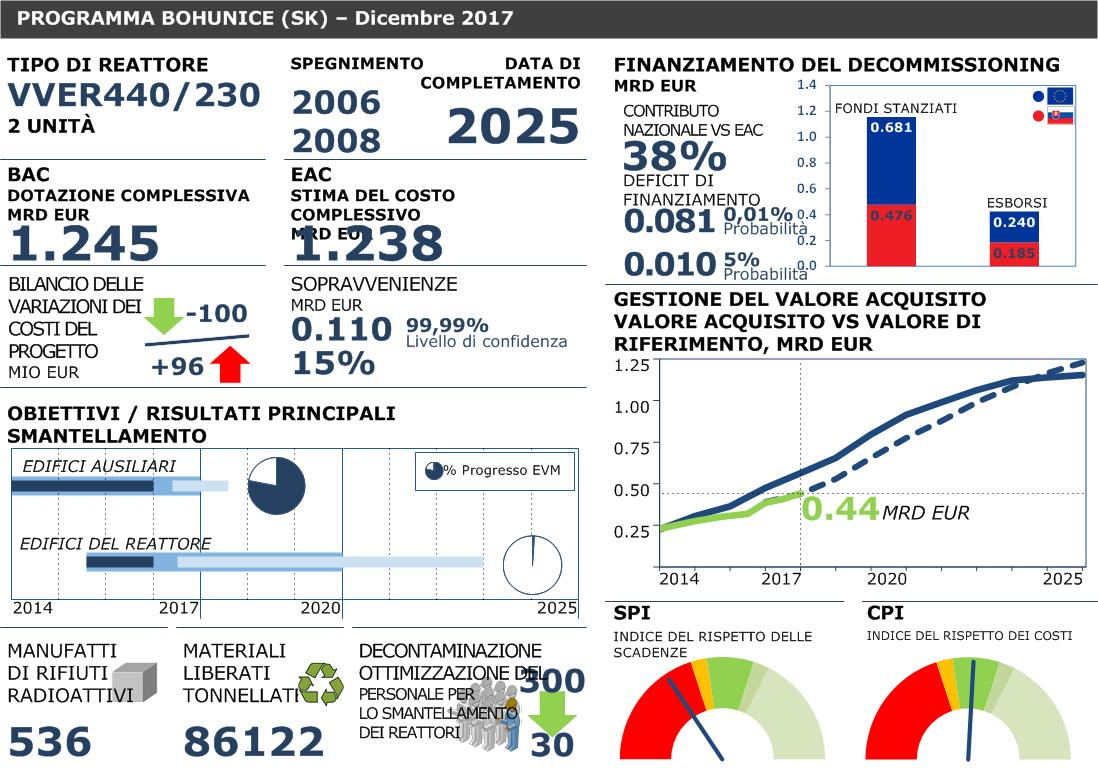 PROGRAMMA BOHUNICE (SK) – Dicembre 2017
TIPO DI REATTORE
VVER440/230
2 UNITÀ
SPEGNIMENTO
2006
2008
DATA DI
COMPLETAMENTO
2025
BAC
DOTAZIONE COMPLESSIVA
MRD EUR
1.245
EAC
STIMA DEL COSTO
COMPLESSIVO
MRD EUR
1.238
BILANCIO DELLE
VARIAZIONI DEI
COSTI DEL
PROGETTO
MIO EUR
-100
+96
SOPRAVVENIENZE
MRD EUR
0.110
99,99%
Livello di confidenza
15%
OBIETTIVI / RISULTATI PRINCIPALI
SMANTELLAMENTO
EDIFICI AUSILIARI
% Progresso EVM
EDIFICI DEL REATTORE
2014
2017
2020
2025
MANUFATTI
DI RIFIUTI
RADIOATTIVI
536
MATERIALI
LIBERATI
TONNELLATE
86122
DECONTAMINAZIONE
OTTIMIZZAZIONE DEL
PERSONALE PER
LO SMANTELLAMENTO
DEI REATTORI
300
30
FINANZIAMENTO DEL DECOMMISSIONING
MRD EUR
CONTRIBUTO
NAZIONALE VS EAC
38%
DEFICIT DI
FINANZIAMENTO
0.081
0,01%
Probabilità
0.010
5%
Probabilità
1.4
1.2
1.0
0.8
0.6
0.4
0.2
0.0
FONDI STANZIATI
0.681
0.476
ESBORSI
0.240
0.185
GESTIONE DEL VALORE ACQUISITO
VALORE ACQUISITO VS VALORE DI
RIFERIMENTO, MRD EUR
1.25
1.00
0.75
0.50
0.25
0.44 MRD EUR
2014
2017
2020
2025
SPI
INDICE DEL RISPETTO DELLE
SCADENZE
CPI
INDICE DEL RISPETTO DEI COSTI